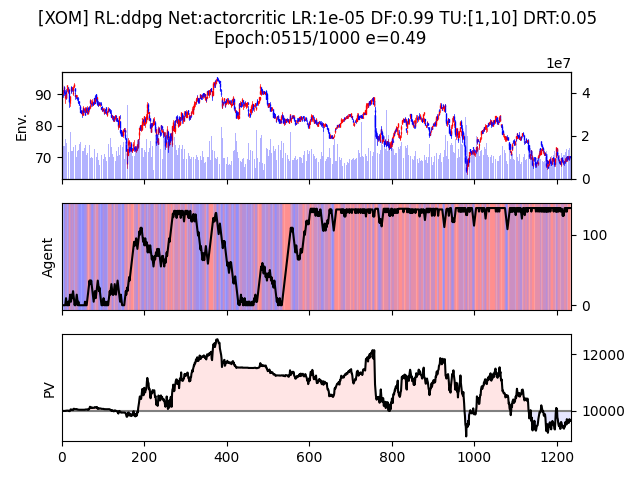 [XOM] RL:ddpg Net:actorcritic LR:1e-05 DF:0.99 TU:[1,10] DRT:0.05
Epoch:0515/1000 e=0.49
1e7
Env.
90
80
70
4
2
0
Agent
100
0
PV
12000
10000
0
200
400
600
800
1000
1200